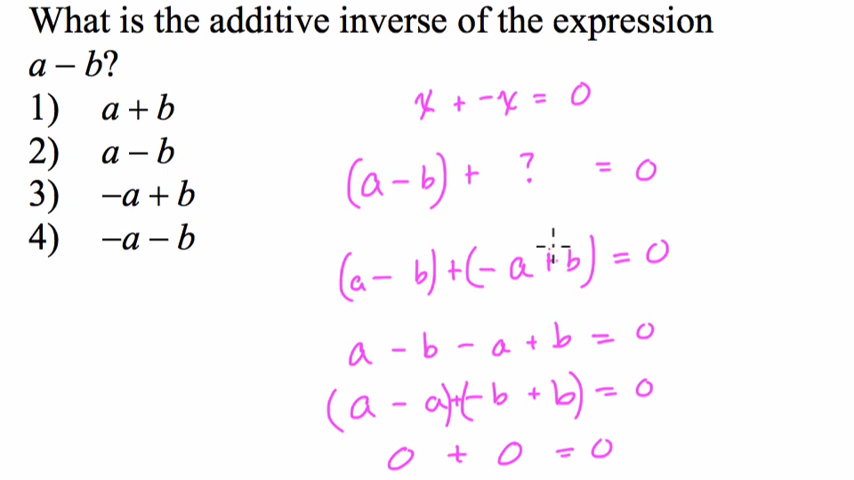 What is the additive inverse of the expression
a − b?
1) a + b
2) a − b
3) −a + b
4) −a − b
x + -x = 0
(a - b) + ? = 0
(a - b) + (- a + b) = 0
a - b - a + b = 0
(a - a) + (- b + b) = 0
0 + 0 = 0